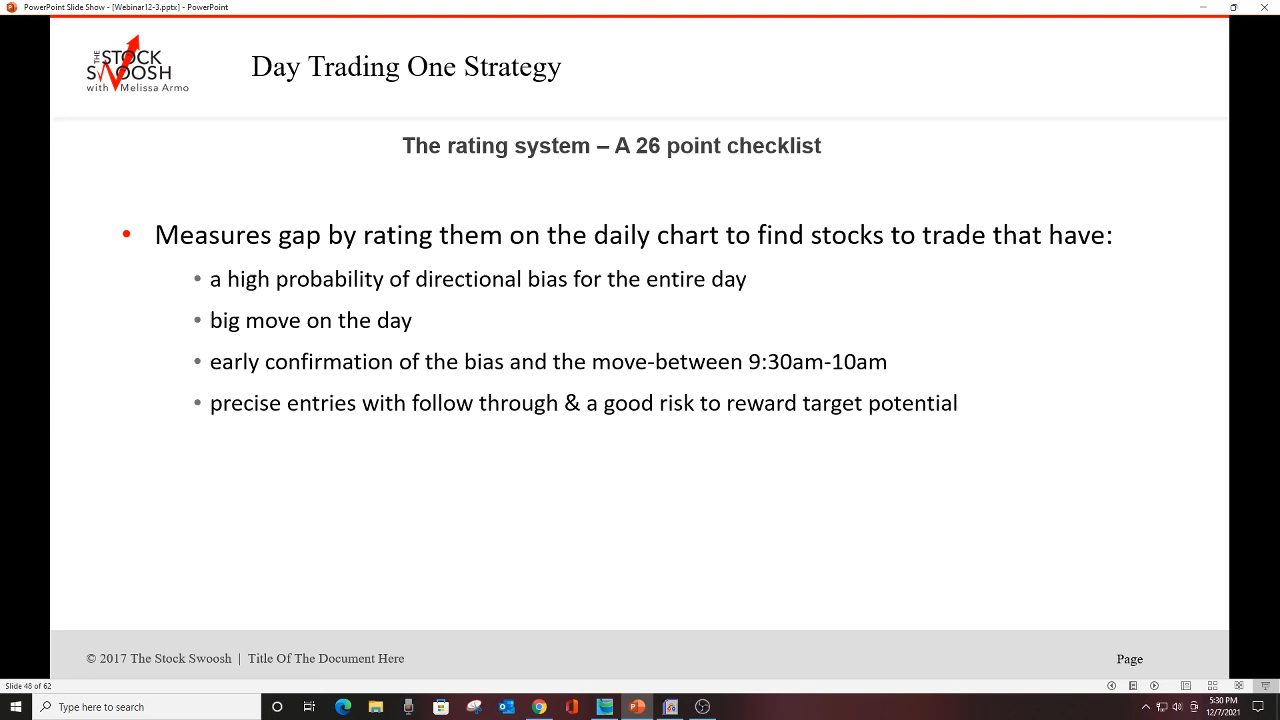 PowerPoint Slide Show - [Webinar12-3.pptx] - PowerPoint
THE
STOCK
SWOOSH
with Melissa Armo
Day Trading One Strategy
The rating system – A 26 point checklist
• Measures gap by rating them on the daily chart to find stocks to trade that have:
• a high probability of directional bias for the entire day
• big move on the day
• early confirmation of the bias and the move-between 9:30am-10am
• precise entries with follow through & a good risk to reward target potential
© 2017 The Stock Swoosh | Title Of The Document Here
Page
Slide 48 of 62
Type here to search
5:30 PM
12/7/2021